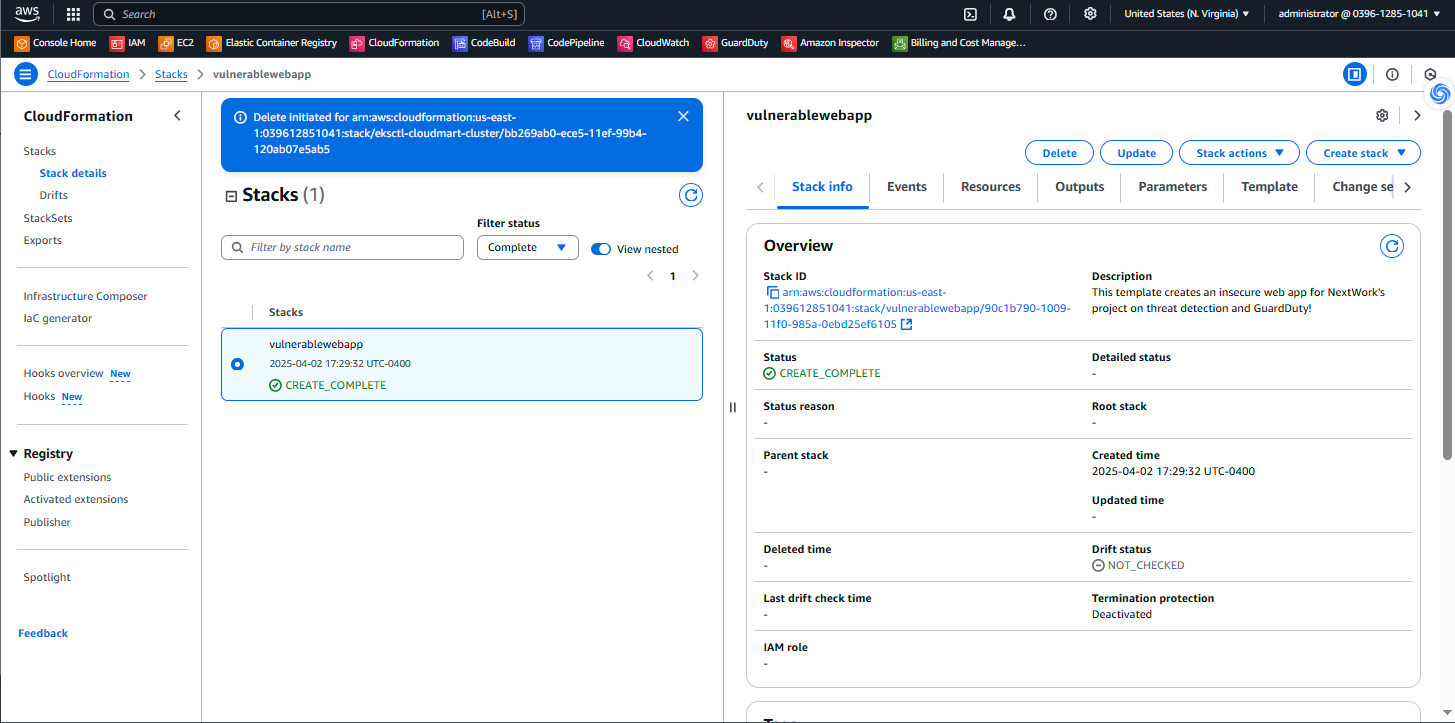 aws
Search
[Alt+S]
United States (N. Virginia)
administrator @ 0396-1285-1041
Console Home
IAM
EC2
Elastic Container Registry
CloudFormation
CodeBuild
CodePipeline
CloudWatch
GuardDuty
Amazon Inspector
Billing and Cost Manage...
CloudFormation
Stacks
vulnerablewebapp
CloudFormation
Stacks
Stack details
Drifts
StackSets
Exports
Infrastructure Composer
IaC generator
Hooks overview New
Hooks New
Registry
Public extensions
Activated extensions
Publisher
Spotlight
Feedback
Delete initiated for arn:aws:cloudformation:us-east-
1:039612851041:stack/eksctl-cloudmart-cluster/bb269ab0-ece5-11ef-99b4-
120ab07e5ab5
Stacks (1)
Filter status
Filter by stack name
Complete
View nested
1
Stacks
vulnerablewebapp
2025-04-02 17:29:32 UTC-0400
CREATE_COMPLETE
vulnerablewebapp
Delete
Update
Stack actions
Create stack
Stack info
Events
Resources
Outputs
Parameters
Template
Change se
Overview
Stack ID
arn:aws:cloudformation:us-east-
1:039612851041:stack/vulnerablewebapp/90c1b790-1009-
11f0-985a-0ebd25ef6105
Description
This template creates an insecure web app for NextWork's
project on threat detection and GuardDuty!
Status
CREATE_COMPLETE
Detailed status
-
Status reason
-
Root stack
-
Parent stack
-
Created time
2025-04-02 17:29:32 UTC-0400
Updated time
-
Deleted time
-
Drift status
NOT_CHECKED
Last drift check time
-
Termination protection
Deactivated
IAM role
-